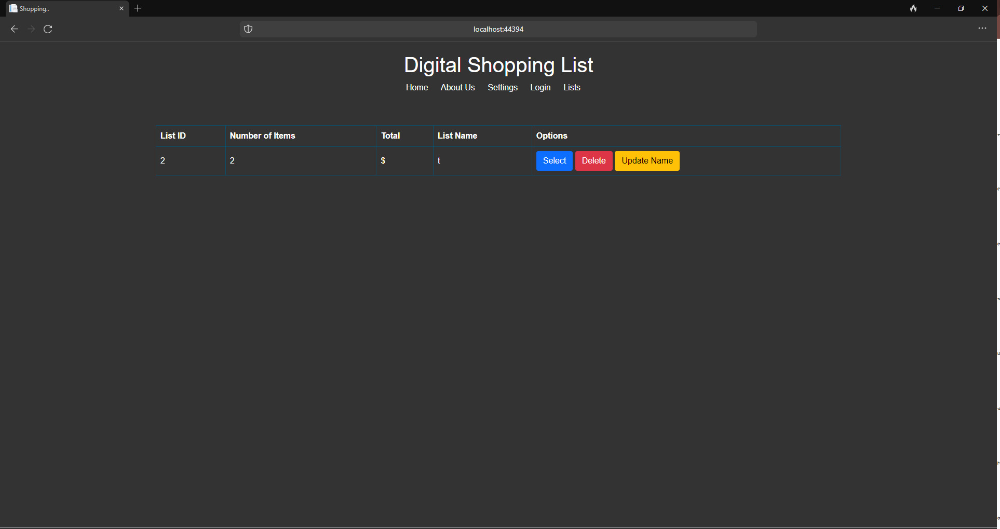 Shopping..
localhost:44394
Digital Shopping List
Home About Us Settings Login Lists
List ID Number of Items Total List Name Options
2 2 $ t Select Delete Update Name